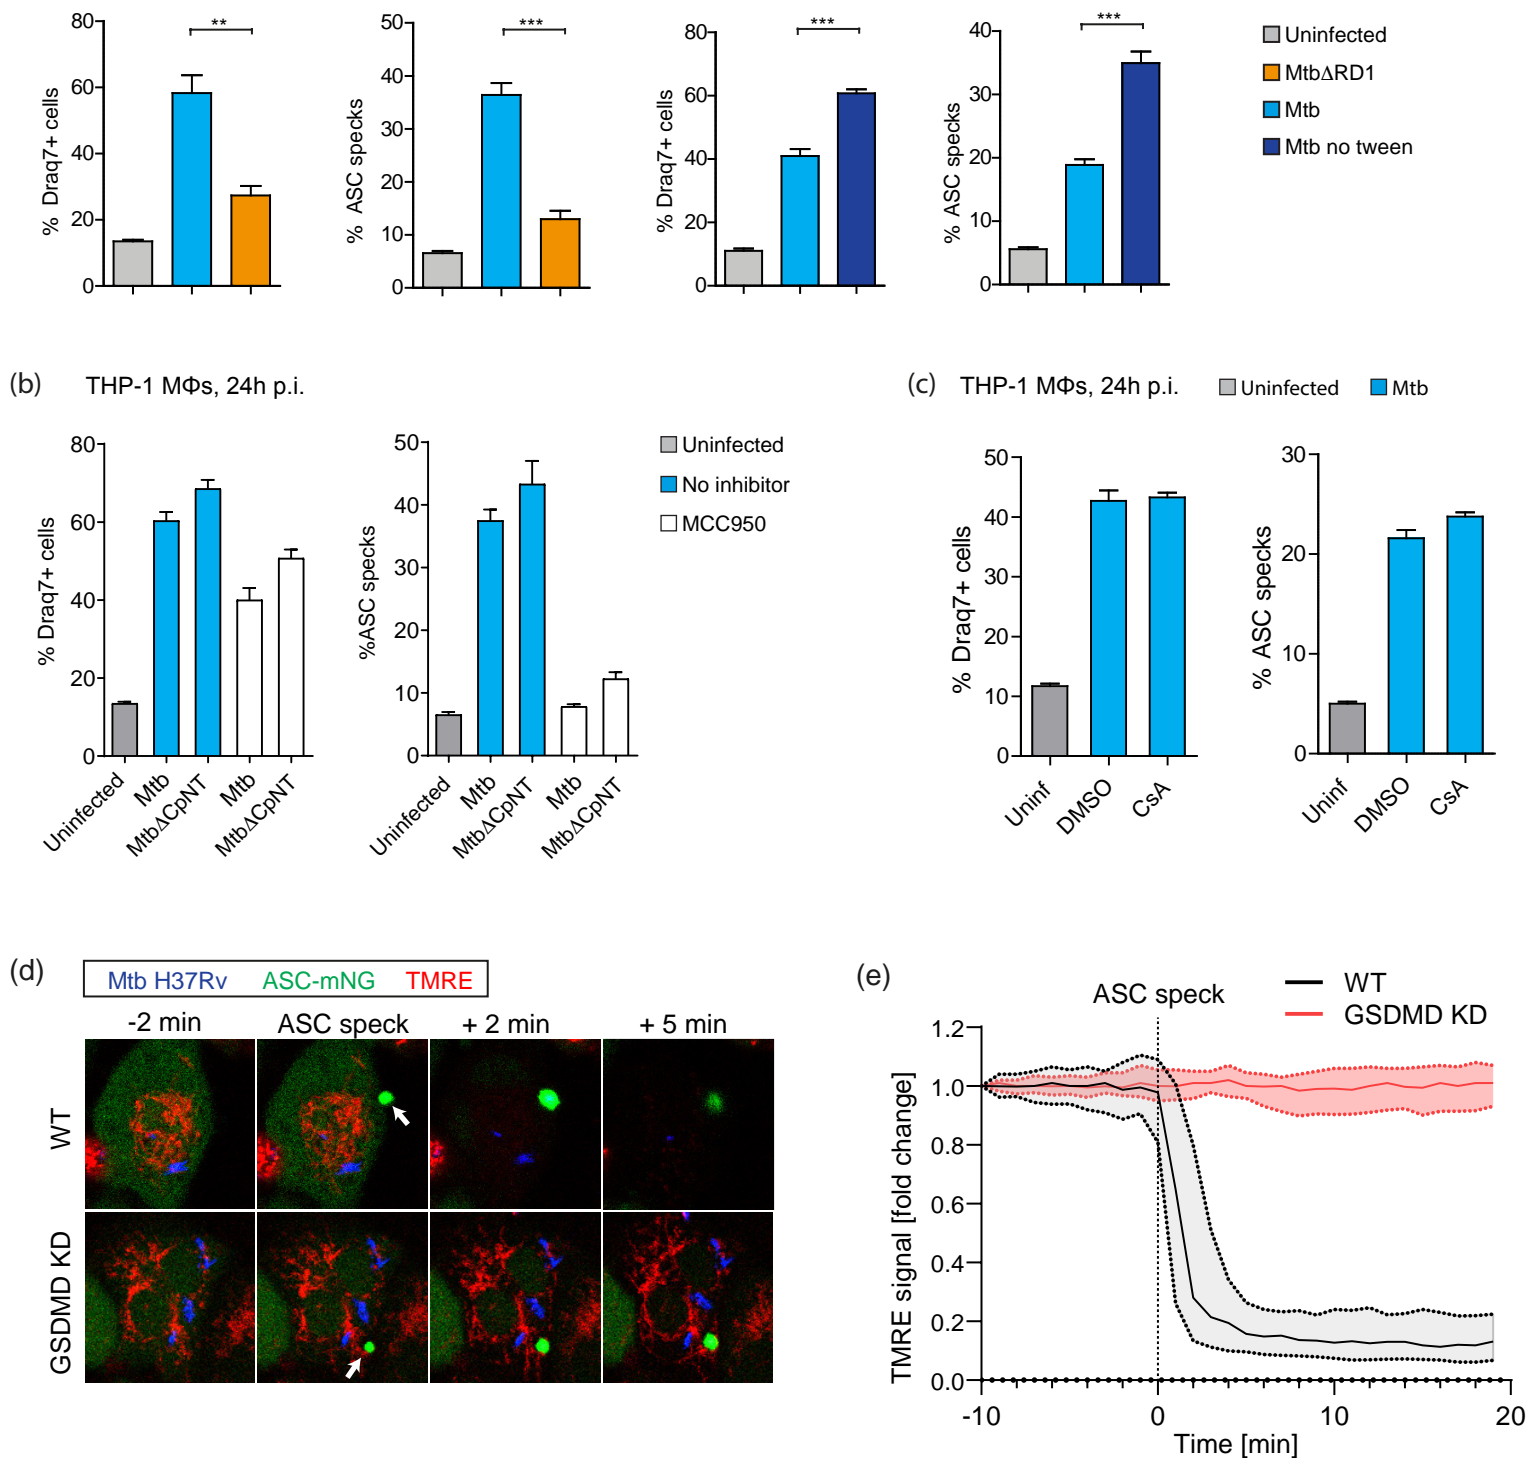 % Draq7+ cells
80
60
40
20
0
**
% ASC specks
50
40
30
20
10
0
***
% Draq7+ cells
80
60
40
20
0
***
% ASC specks
40
30
20
10
0
***
Uninfected
MtbΔRD1
Mtb
Mtb no tween
(b) THP-1 MΦs, 24h p.i.
% Draq7+ cells
80
60
40
20
0
Uninfected
Mtb
MtbΔCpNT
Mtb
MtbΔCpNT
%ASC specks
50
40
30
20
10
0
Uninfected
Mtb
MtbΔCpNT
Mtb
MtbΔCpNT
Uninfected
No inhibitor
MCC950
(c) THP-1 MΦs, 24h p.i. Uninfected Mtb
% Draq7+ cells
50
40
30
20
10
0
Uninf
DMSO
CsA
% ASC specks
30
20
10
0
Uninf
DMSO
CsA
(d)
Mtb H37Rv ASC-mNG TMRE
-2 min ASC speck + 2 min + 5 min
WT
GSDMD KD
(e)
ASC speck
WT
GSDMD KD
TMRE signal [fold change]
1.2
1.0
0.8
0.6
0.4
0.2
0.0
-10 0 10 20
Time [min]